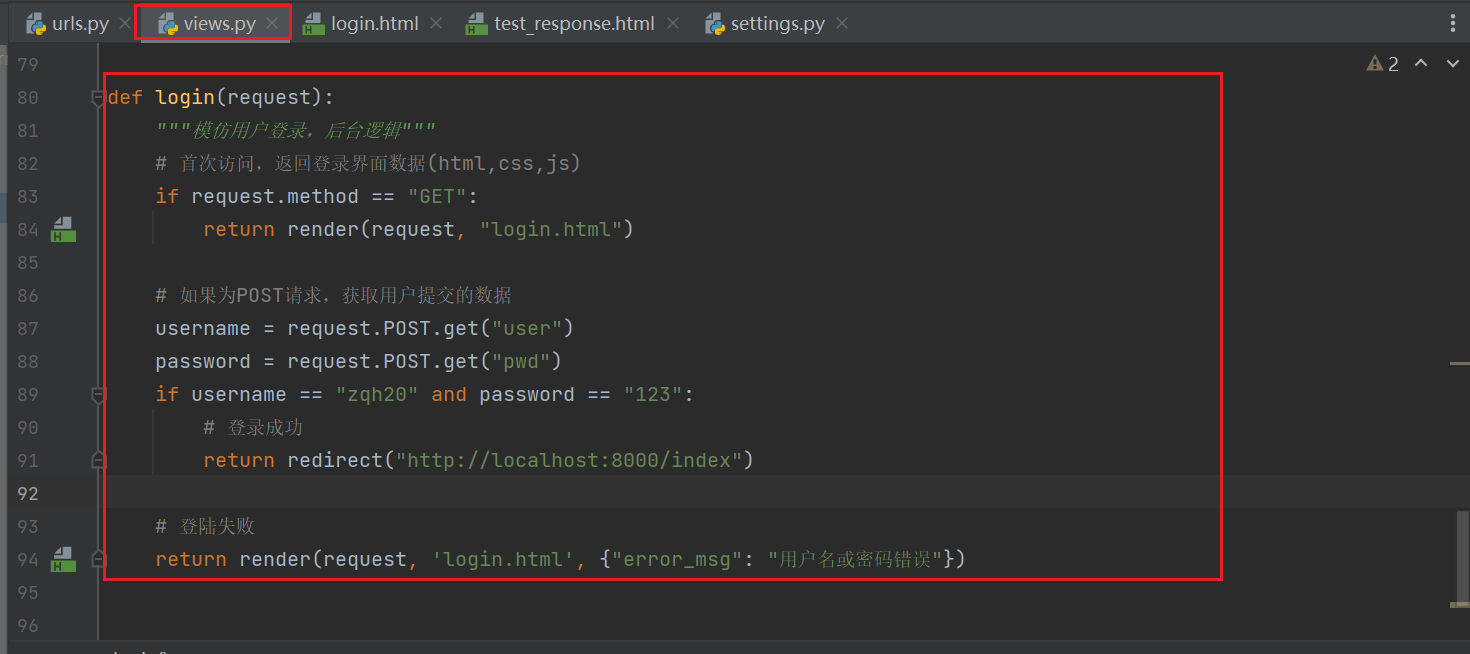 urls.py views.py login.html test_response.html settings.py
79
2
80 def login(request):
81 """模仿用户登录，后台逻辑"""
82 # 首次访问，返回登录界面数据(html,css,js)
83 if request.method == "GET":
84 return render(request, "login.html")
85
86 # 如果为POST请求，获取用户提交的数据
87 username = request.POST.get("user")
88 password = request.POST.get("pwd")
89 if username == "zqh20" and password == "123":
90 # 登录成功
91 return redirect("http://localhost:8000/index")
92
93 # 登陆失败
94 return render(request, 'login.html', {"error_msg": "用户名或密码错误"})
95
96